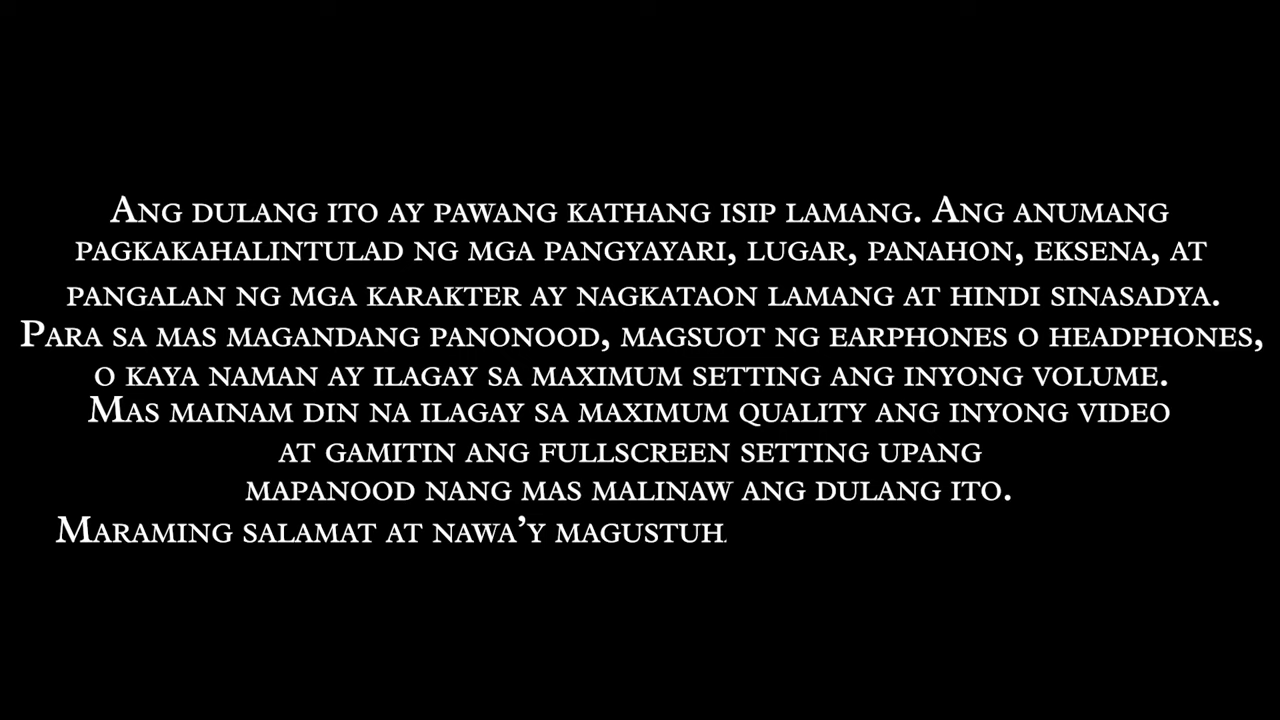 Ang dulang ito ay pawang kathang isip lamang. Ang anumang
pagkakahalintulad ng mga pangyayari, lugar, panahon, eksena, at
pangalan ng mga karakter ay nagkataon lamang at hindi sinasadya.
Para sa mas magandang panonood, magsuot ng earphones o headphones,
o kaya naman ay ilagay sa maximum setting ang inyong volume.
Mas mainam din na ilagay sa maximum quality ang inyong video
at gamitin ang fullscreen setting upang
mapanood nang mas malinaw ang dulang ito.
Maraming salamat at nawa’y magustuh